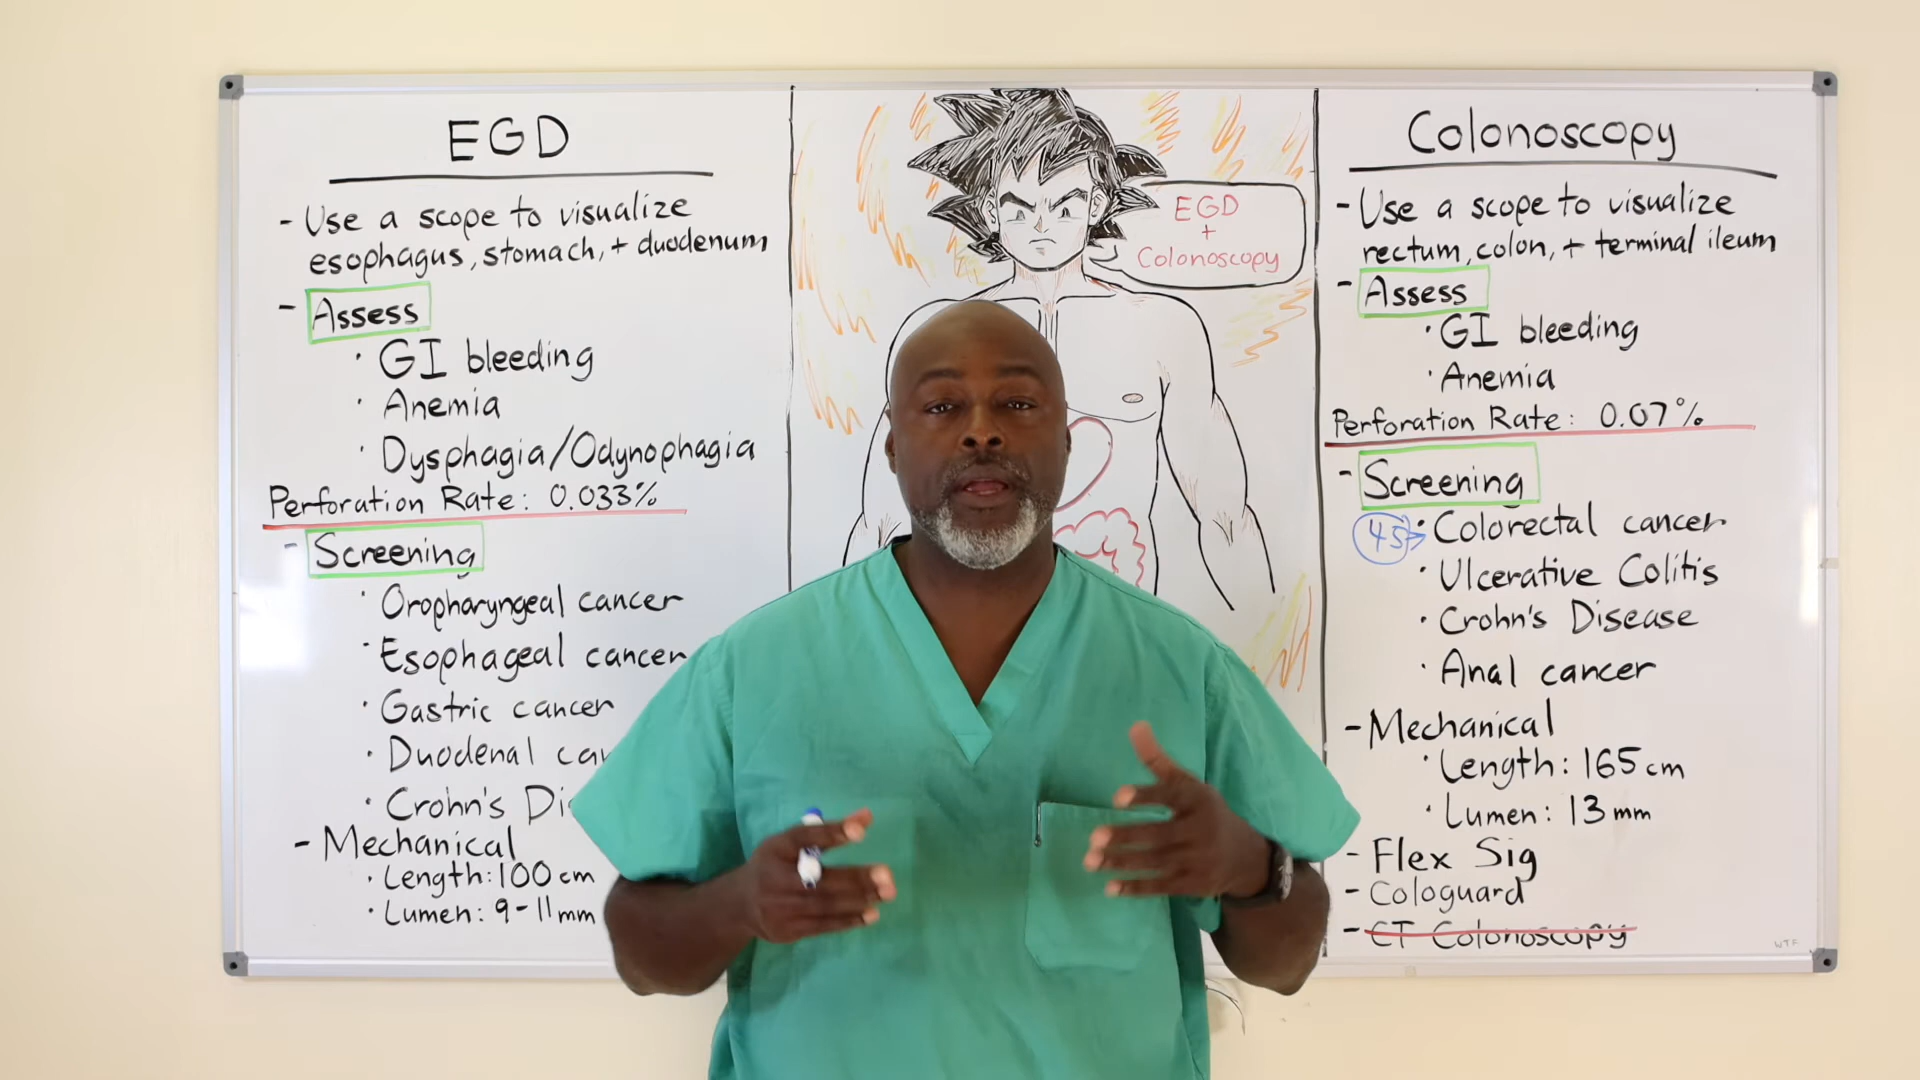 EGD
- Use a scope to visualize
esophagus, stomach, + duodenum
- Assess
· GI bleeding
· Anemia
· Dysphagia/Odynophagia
Perforation Rate: 0.033%
- Screening
· Oropharyngeal cancer
· Esophageal cancer
· Gastric cancer
· Duodenal can
· Crohn's Di
- Mechanical
· Length: 100 cm
· Lumen: 9-11 mm
EGD
+
Colonoscopy
Colonoscopy
- Use a scope to visualize
rectum, colon, + terminal ileum
- Assess
· GI bleeding
· Anemia
Perforation Rate: 0.07%
- Screening
45 → · Colorectal cancer
· Ulcerative Colitis
· Crohn's Disease
· Anal cancer
- Mechanical
· Length: 165 cm
· Lumen: 13 mm
- Flex Sig
- Cologuard
- CT Colonoscopy
WTF